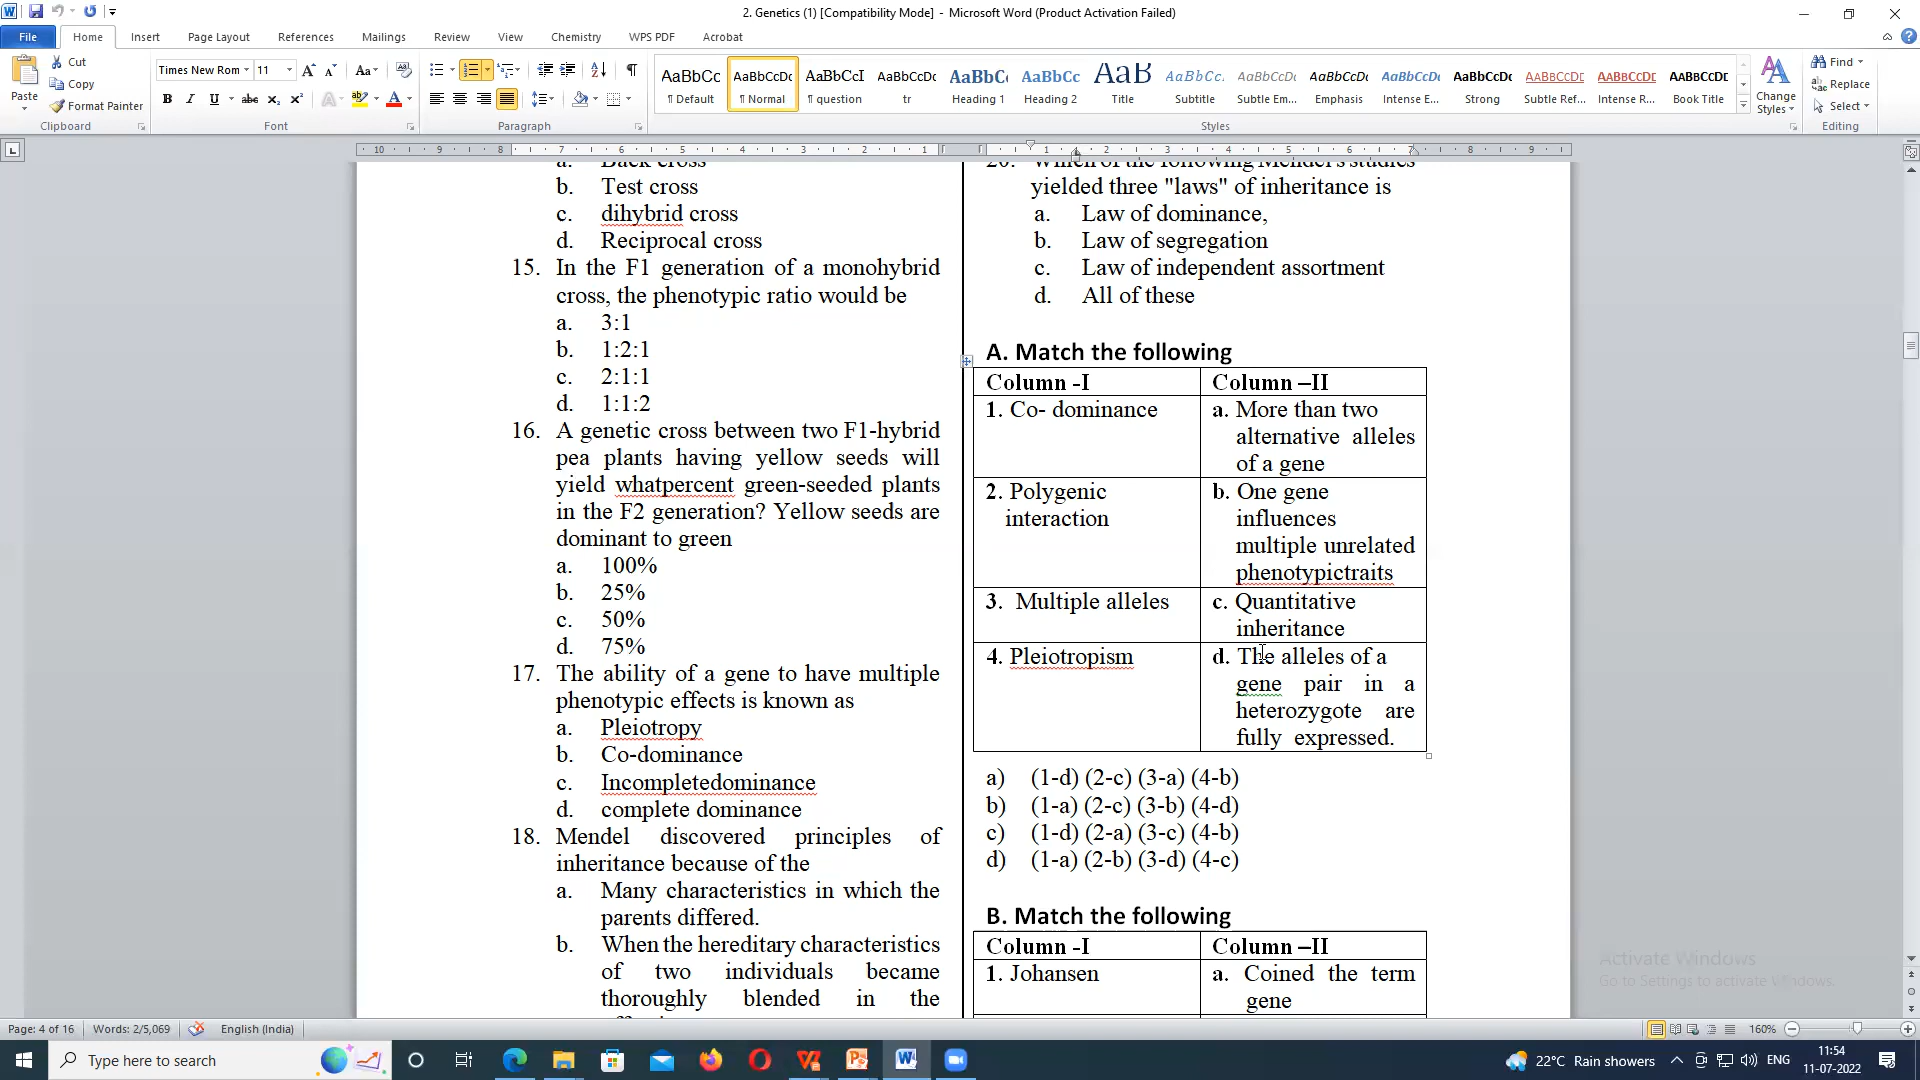 2. Genetics (1) [Compatibility Mode] - Microsoft Word (Product Activation Failed)
File Home Insert Page Layout References Mailings Review View Chemistry WPS PDF Acrobat
Paste
Cut
Copy
Format Painter
Clipboard
Times New Rom 11
Font
Paragraph
AaBbCc AaBbCcDc AaBbCcI AaBbCcDc AaBbC AaBbCc AaB AaBbCc. AaBbCcDc AaBbCcDc AaBbCcDc AaBbCcDc AABBCCDE AABBCCDE AABBCCDE
¶ Default ¶ Normal ¶ question tr Heading 1 Heading 2 Title Subtitle Subtle Em... Emphasis Intense E... Strong Subtle Ref... Intense R... Book Title
Styles
Change Styles
Find
Replace
Select
Editing
a. Back cross
b. Test cross
c. dihybrid cross
d. Reciprocal cross
15. In the F1 generation of a monohybrid
cross, the phenotypic ratio would be
a. 3:1
b. 1:2:1
c. 2:1:1
d. 1:1:2
16. A genetic cross between two F1-hybrid
pea plants having yellow seeds will
yield whatpercent green-seeded plants
in the F2 generation? Yellow seeds are
dominant to green
a. 100%
b. 25%
c. 50%
d. 75%
17. The ability of a gene to have multiple
phenotypic effects is known as
a. Pleiotropy
b. Co-dominance
c. Incompletedominance
d. complete dominance
18. Mendel discovered principles of
inheritance because of the
a. Many characteristics in which the
parents differed.
b. When the hereditary characteristics
of two individuals became
thoroughly blended in the
20. Which of the following Mendel's studies
yielded three "laws" of inheritance is
a. Law of dominance,
b. Law of segregation
c. Law of independent assortment
d. All of these
A. Match the following
Column -I Column –II
1. Co- dominance
a. More than two
alternative alleles
of a gene
2. Polygenic
interaction
b. One gene
influences
multiple unrelated
phenotypictraits
3. Multiple alleles
c. Quantitative
inheritance
4. Pleiotropism
d. The alleles of a
gene pair in a
heterozygote are
fully expressed.
a) (1-d) (2-c) (3-a) (4-b)
b) (1-a) (2-c) (3-b) (4-d)
c) (1-d) (2-a) (3-c) (4-b)
d) (1-a) (2-b) (3-d) (4-c)
B. Match the following
Column -I Column –II
1. Johansen
a. Coined the term
gene
Activate Windows
Go to Settings to activate Windows.
Page: 4 of 16 Words: 2/5,069 English (India) 160%
Type here to search
22°C Rain showers ENG
11:54
11-07-2022